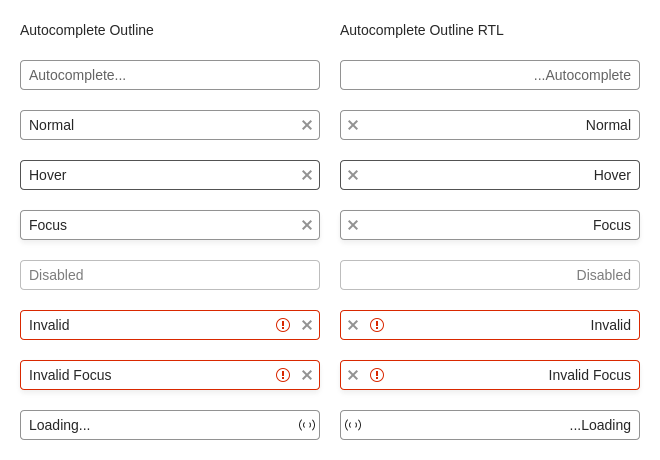 Autocomplete Outline
Autocomplete Outline RTL
Autocomplete...
...Autocomplete
Normal
Normal
Hover
Hover
Focus
Focus
Disabled
Disabled
Invalid
Invalid
Invalid Focus
Invalid Focus
Loading...
...Loading